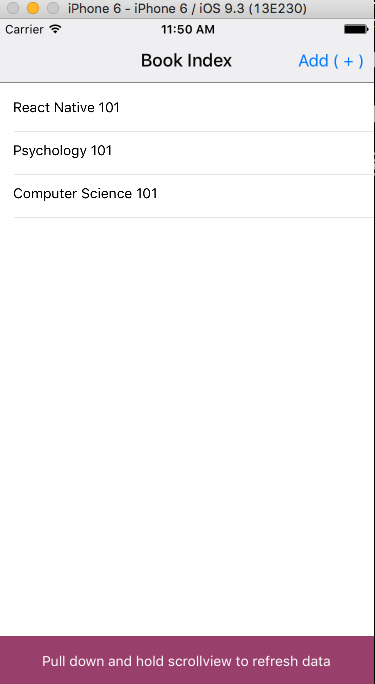 iPhone 6 - iPhone 6 / iOS 9.3 (13E230)
Carrier 11:50 AM
Book Index Add ( + )
React Native 101
Psychology 101
Computer Science 101
Pull down and hold scrollview to refresh data